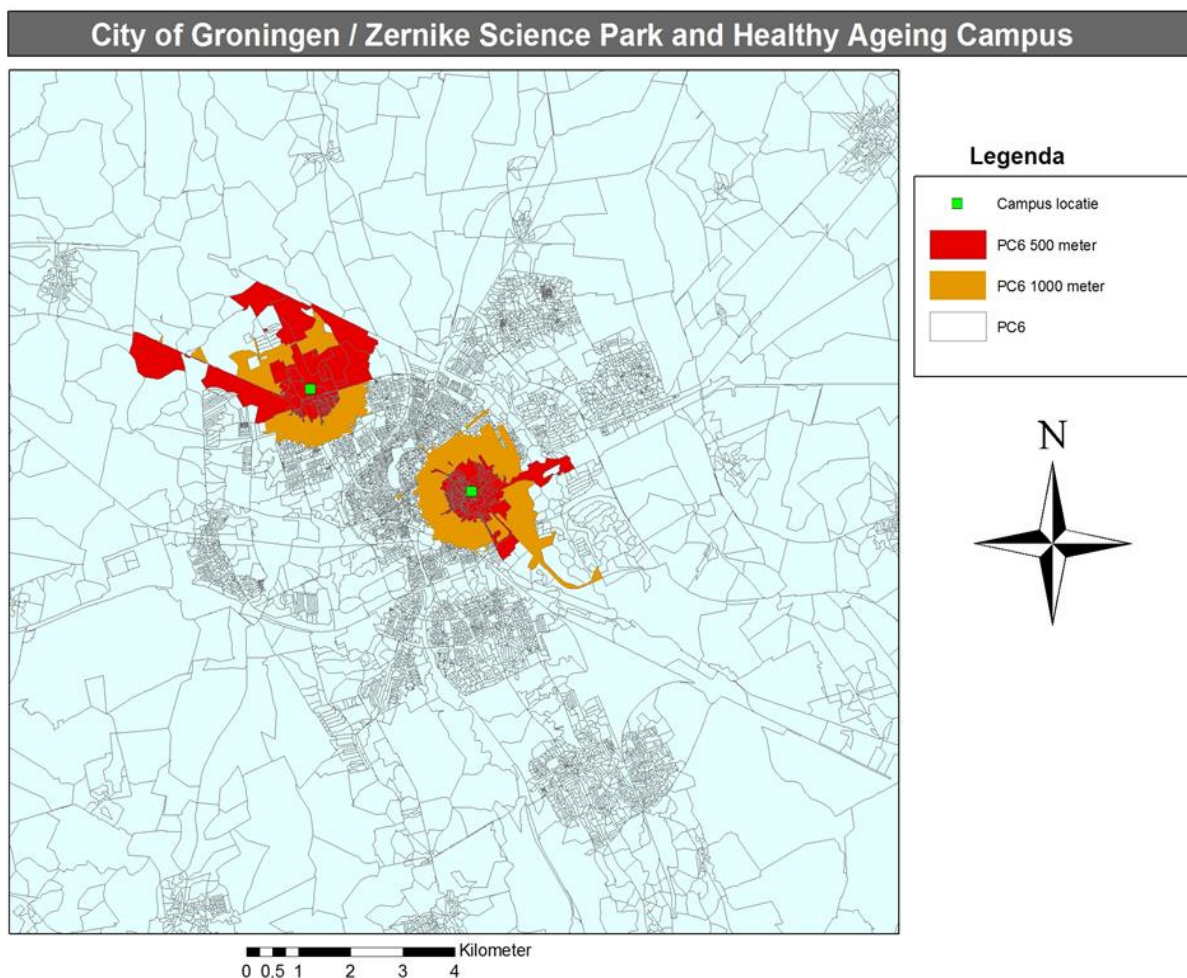 City of Groningen / Zernike Science Park and Healthy Ageing Campus
Legenda
Campus locatie
PC6 500 meter
PC6 1000 meter
PC6
N
Kilometer
0 0,5 1 2 3 4